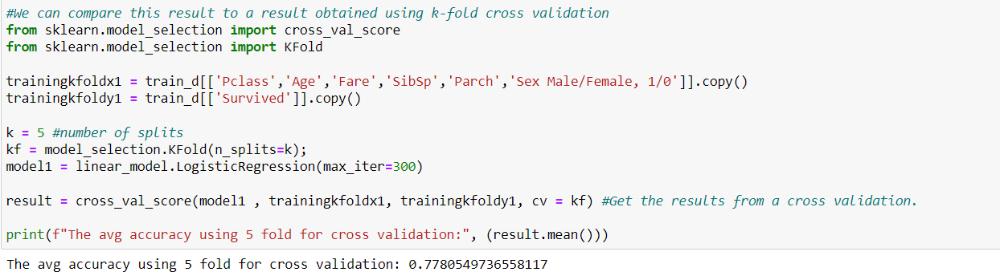 #We can compare this result to a result obtained using k-fold cross validation
from sklearn.model_selection import cross_val_score
from sklearn.model_selection import KFold
trainingkfoldx1 = train_d[['Pclass','Age','Fare','SibSp','Parch','Sex Male/Female, 1/0']].copy()
trainingkfoldy1 = train_d[['Survived']].copy()
k = 5 #number of splits
kf = model_selection.KFold(n_splits=k);
model1 = linear_model.LogisticRegression(max_iter=300)
result = cross_val_score(model1 , trainingkfoldx1, trainingkfoldy1, cv = kf) #Get the results from a cross validation.
print(f"The avg accuracy using 5 fold for cross validation:", (result.mean()))
The avg accuracy using 5 fold for cross validation: 0.7780549736558117